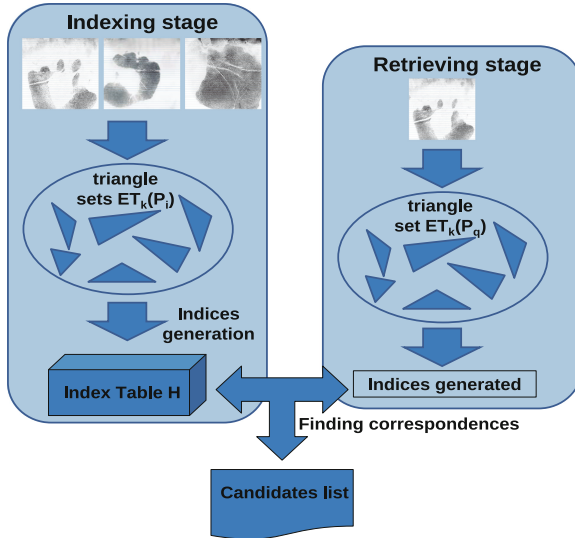 Indexing stage
triangle
sets ETk(Pi)
Indices
generation
Index Table H
Retrieving stage
triangle
set ETk(Pq)
Indices generated
Finding correspondences
Candidates list